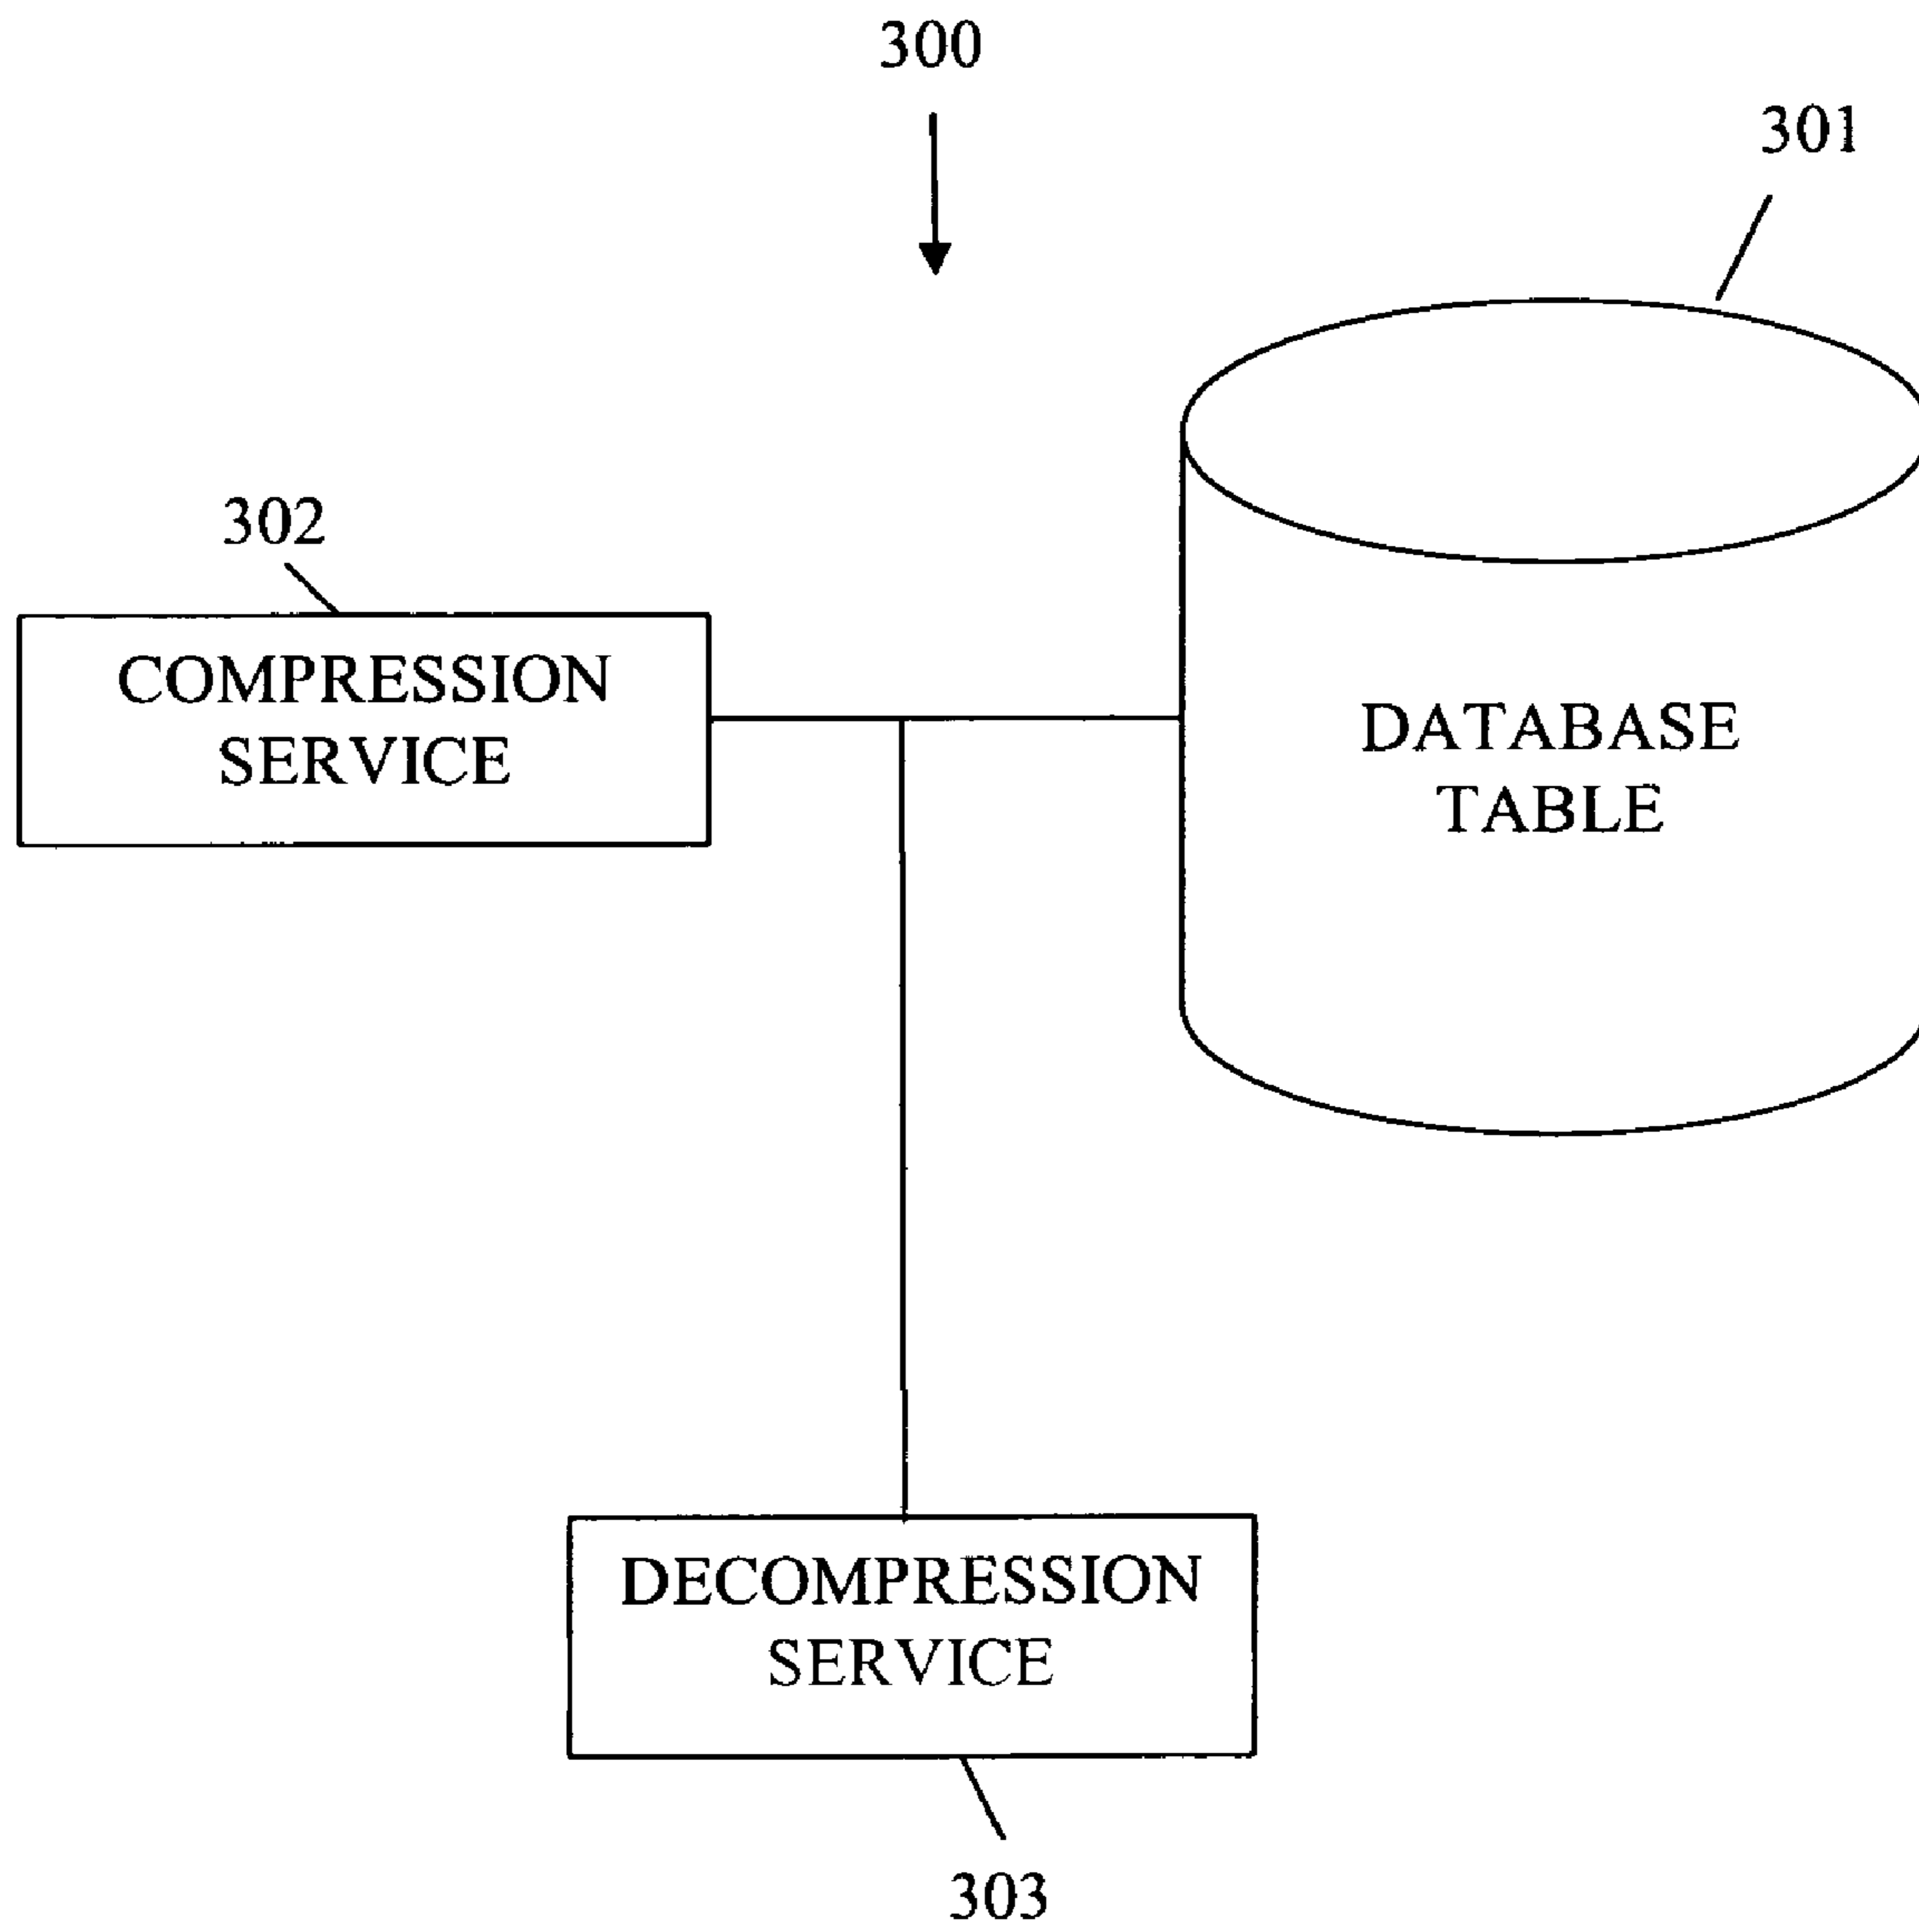 300
301
302
COMPRESSION
SERVICE
DATABASE
TABLE
DECOMPRESSION
SERVICE
303